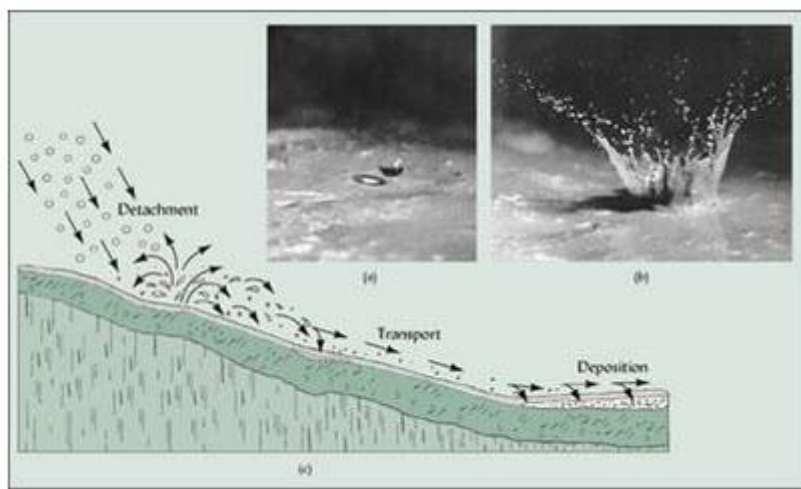 (a)
(b)
Detachment
Transport
Deposition
(c)